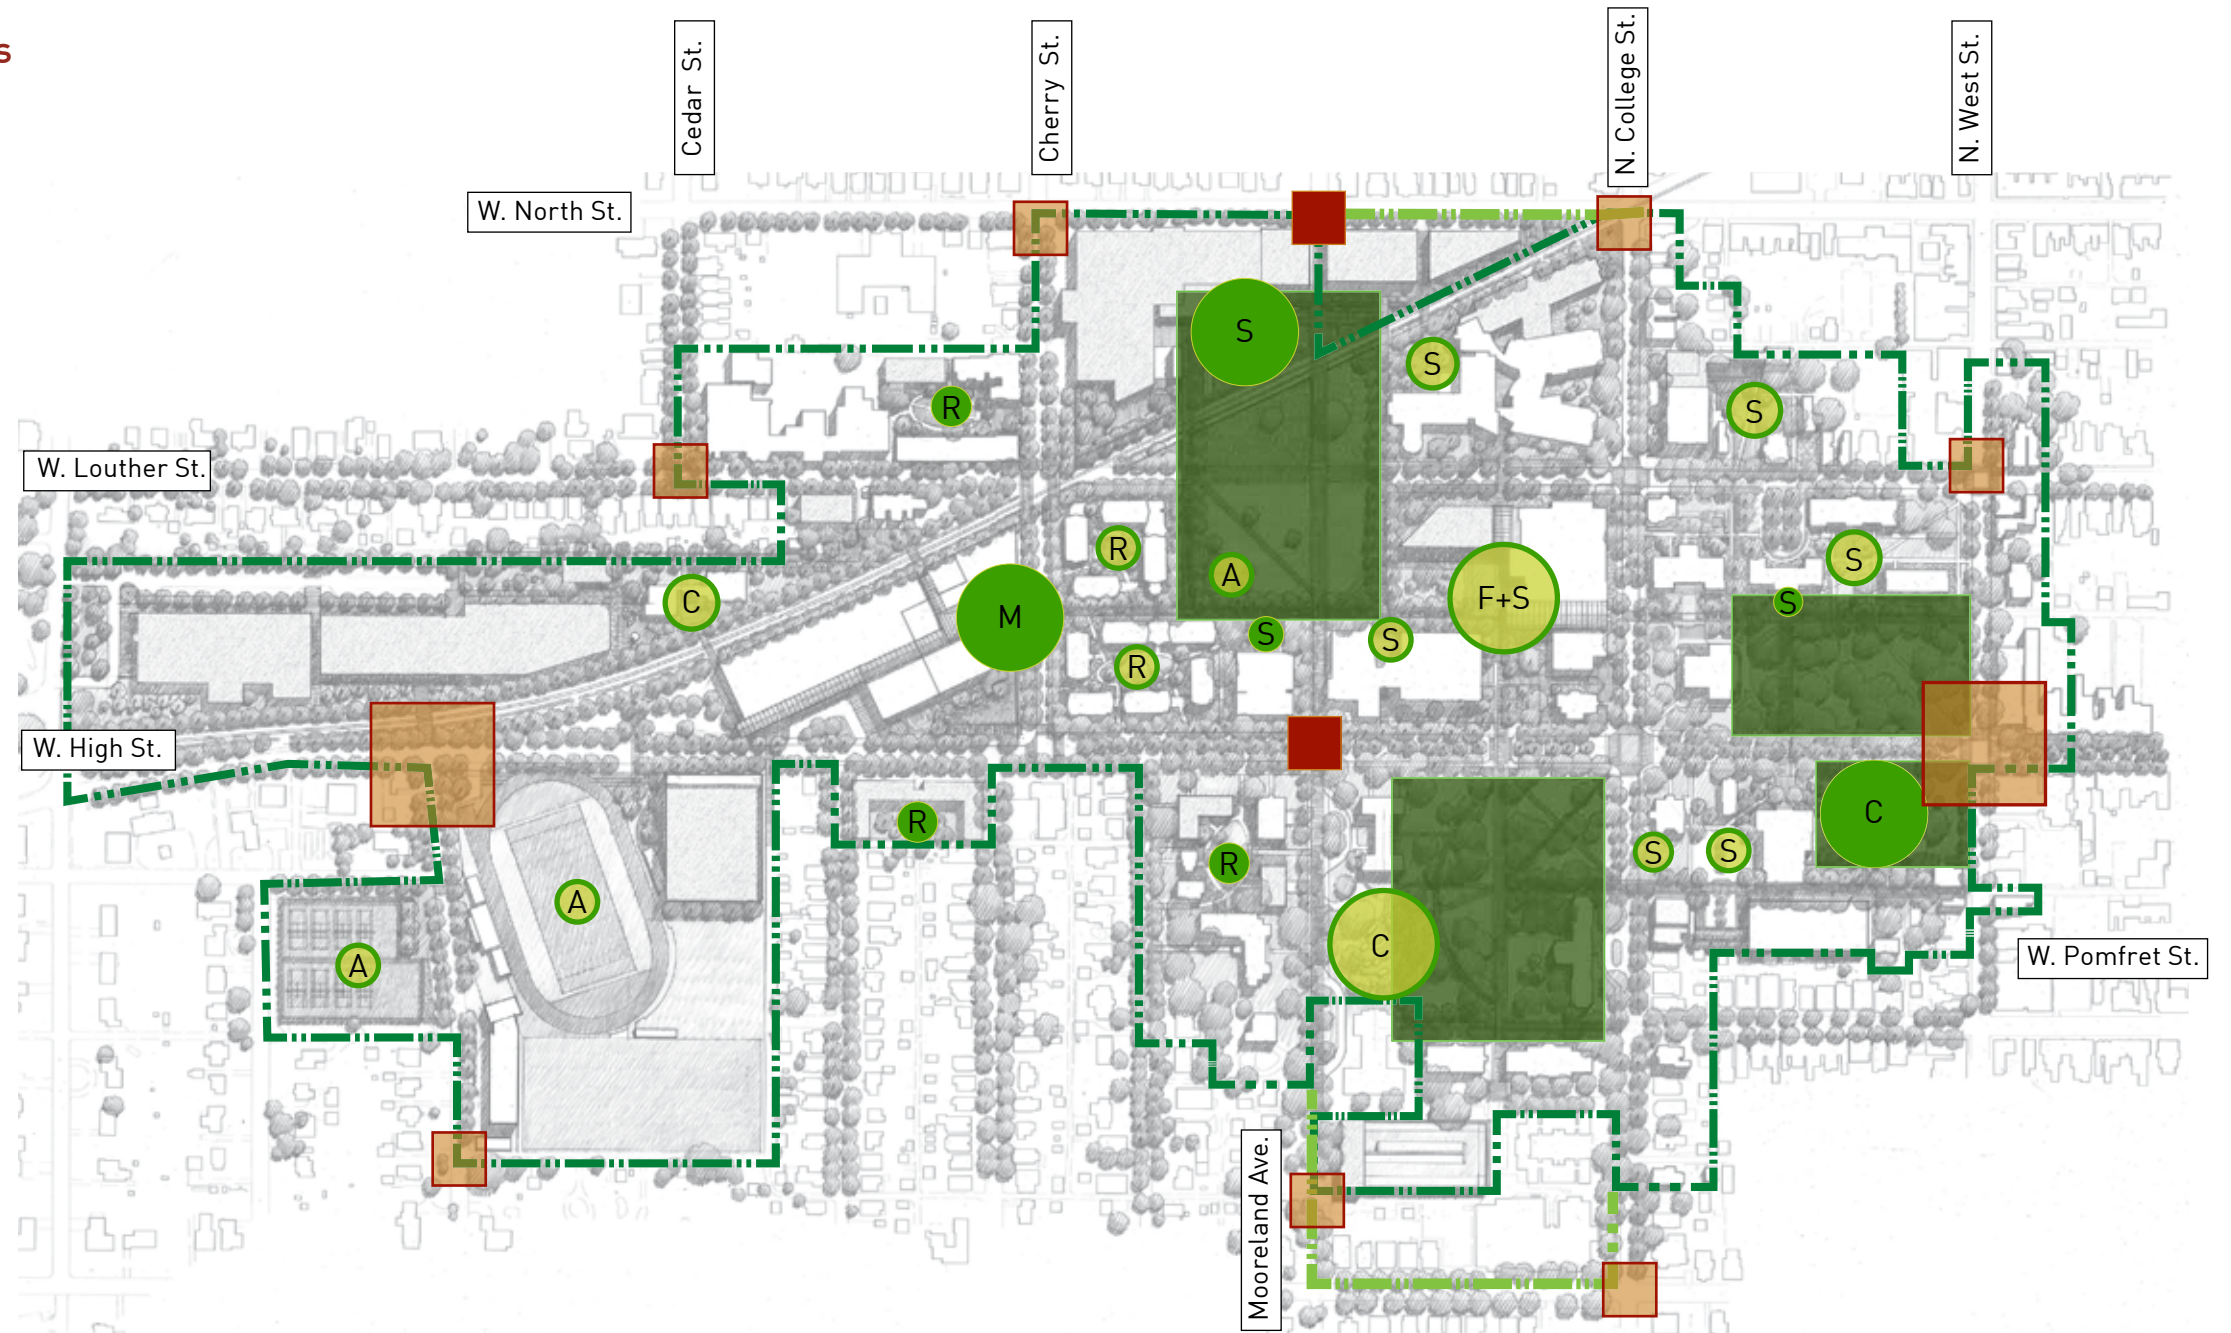 s
Cedar St.
Cherry St.
N. College St.
N. West St.
W. North St.
S
S
R
S
W. Louther St.
R
S
A
C
F+S
S
M
S
S
R
W. High St.
C
R
S
S
R
A
C
A
W. Pomfret St.
Mooreland Ave.